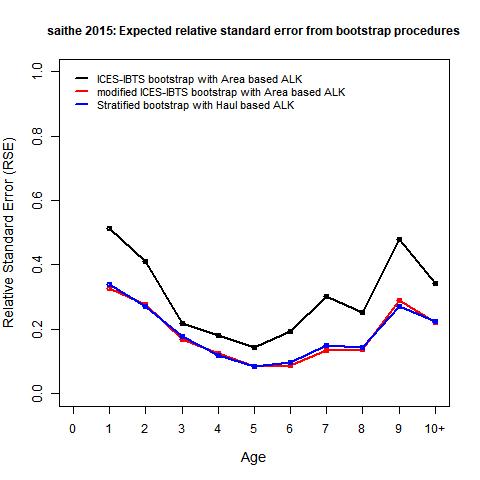 saithe 2015: Expected relative standard error from bootstrap procedures
ICES-IBTS bootstrap with Area based ALK
modified ICES-IBTS bootstrap with Area based ALK
Stratified bootstrap with Haul based ALK
Relative Standard Error (RSE)
1.0
0.8
0.6
0.4
0.2
0.0
0 1 2 3 4 5 6 7 8 9 10+
Age